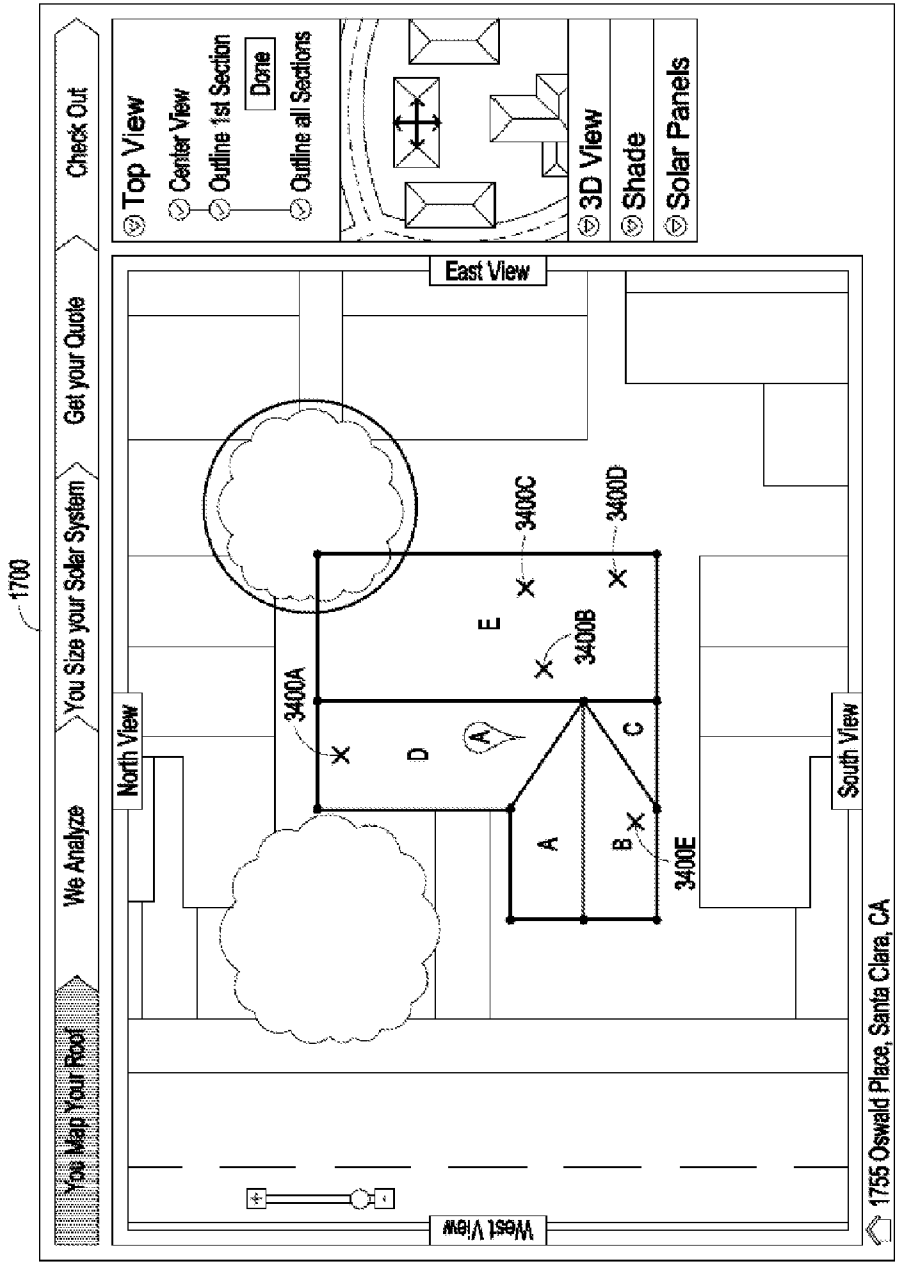 1700
You Map Your Roof
We Analyze
You Size your Solar System
Get your Quote
Check Out
North View
West View
East View
South View
3400A
3400B
3400C
3400D
3400E
A
D
E
A
B
C
+
-
Top View
Center View
Outline 1st Section
Done
Outline all Sections
3D View
Shade
Solar Panels
1755 Oswald Place, Santa Clara, CA